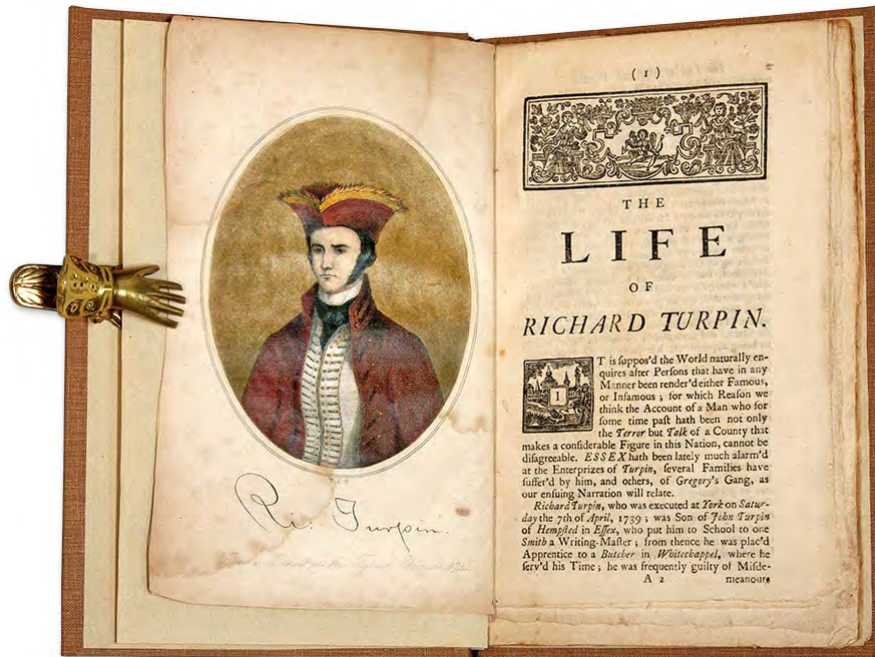 Ri: Turpin.
( 1 )
THE
LIFE
OF
RICHARD TURPIN.
IT is ſuppos'd the World naturally en-
quires after Perſons that have in any
Manner been render'd either Famous,
or Infamous ; for which Reaſon we
think the Account of a Man who for
ſome time paſt hath been not only
the Terror but Talk of a County that
makes a conſiderable Figure in this Nation, cannot be
diſagreeable. ESSEX hath been lately much alarm'd
at the Enterprizes of Turpin, ſeveral Families have
ſuffer'd by him, and others, of Gregory's Gang, as
our enſuing Narration will relate.
Richard Turpin, who was executed at York on Satur-
day the 7th of April, 1739 ; was Son of John Turpin
of Hempſted in Eſſex, who put him to School to one
Smith a Writing-Maſter ; from thence he was plac'd
Apprentice to a Butcher in Whitechappel, where he
ſerv'd his Time ; he was frequently guilty of Miſde-
A 2 meanours